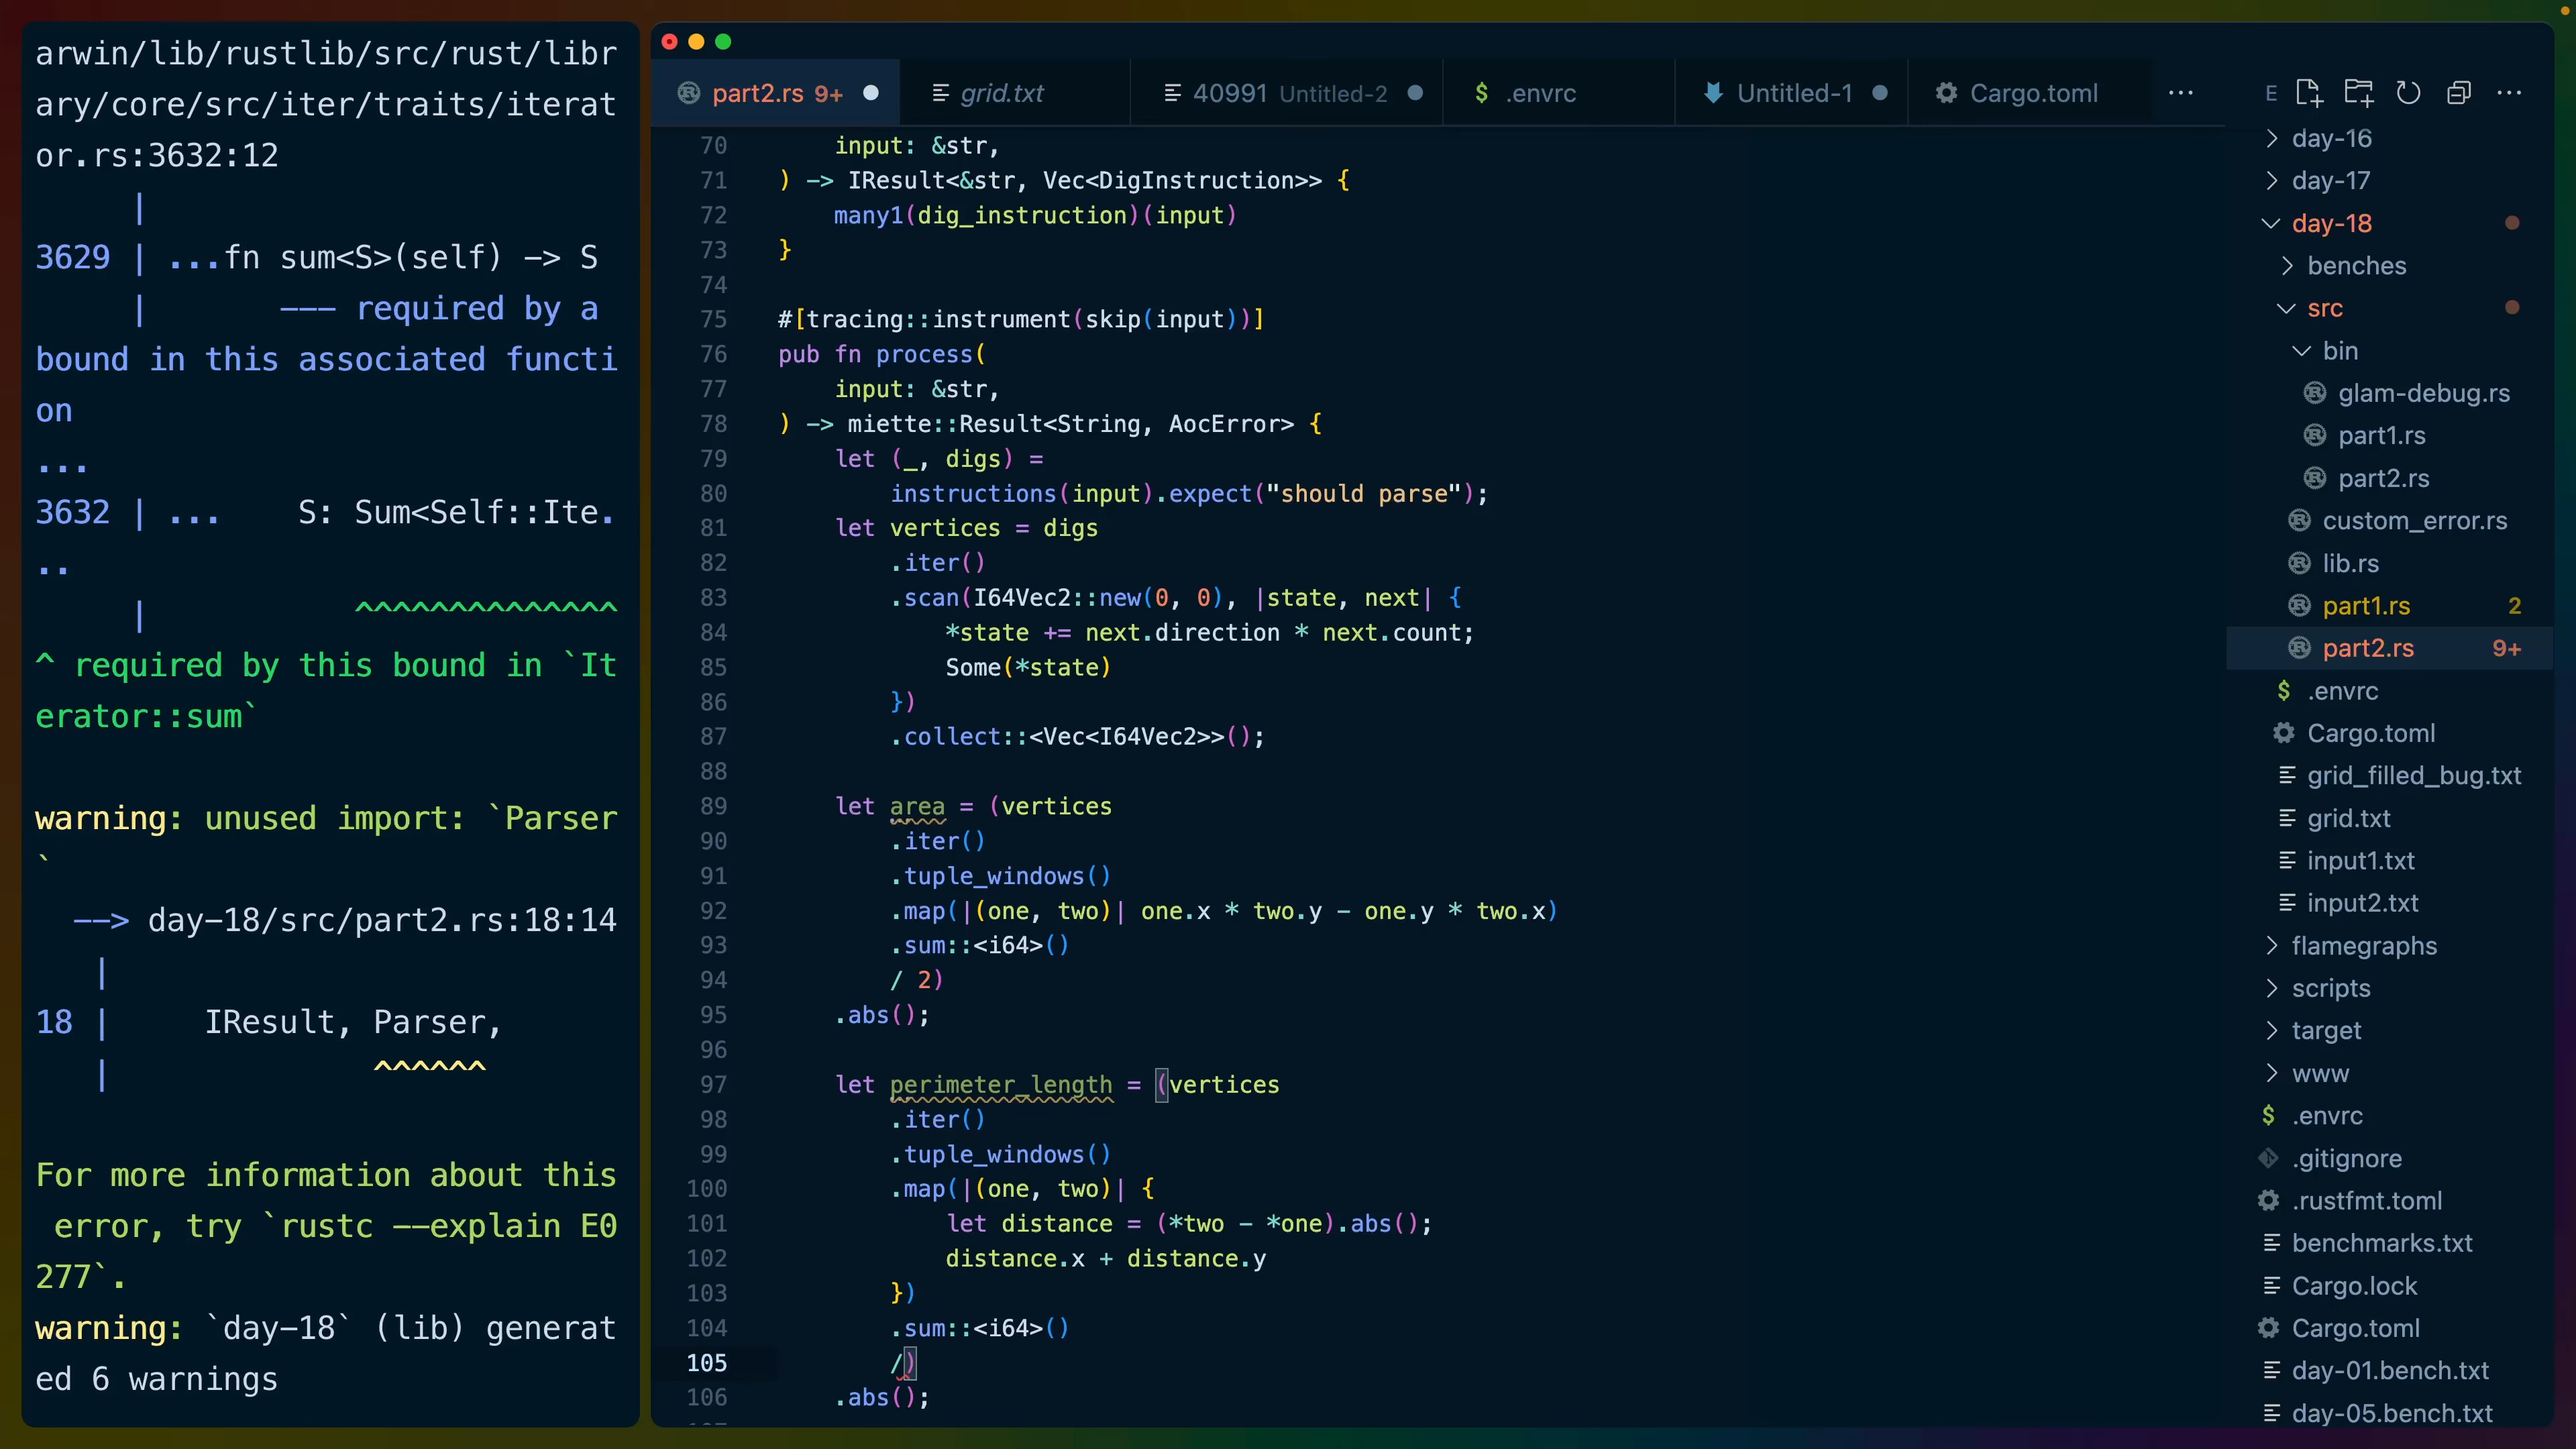 arwin/lib/rustlib/src/rust/libr
ary/core/src/iter/traits/iterat
or.rs:3632:12
|
3629 | ...fn sum<S>(self) -> S
| --- required by a
bound in this associated functi
on
...
3632 | ... S: Sum<Self::Ite.
..
| ^^^^^^^^^^^^^^
^ required by this bound in `It
erator::sum`
warning: unused import: `Parser
`
--> day-18/src/part2.rs:18:14
|
18 | IResult, Parser,
| ^^^^^^
For more information about this
error, try `rustc --explain E0
277`.
warning: `day-18` (lib) generat
ed 6 warnings
part2.rs 9+
grid.txt
40991 Untitled-2
$ .envrc
Untitled-1
Cargo.toml
...
70 input: &str,
71 ) -> IResult<&str, Vec<DigInstruction>> {
72 many1(dig_instruction)(input)
73 }
74
75 #[tracing::instrument(skip(input))]
76 pub fn process(
77 input: &str,
78 ) -> miette::Result<String, AocError> {
79 let (_, digs) =
80 instructions(input).expect("should parse");
81 let vertices = digs
82 .iter()
83 .scan(I64Vec2::new(0, 0), |state, next| {
84 *state += next.direction * next.count;
85 Some(*state)
86 })
87 .collect::<Vec<I64Vec2>>();
88
89 let area = (vertices
90 .iter()
91 .tuple_windows()
92 .map(|(one, two)| one.x * two.y - one.y * two.x)
93 .sum::<i64>()
94 / 2)
95 .abs();
96
97 let perimeter_length = (vertices
98 .iter()
99 .tuple_windows()
100 .map(|(one, two)| {
101 let distance = (*two - *one).abs();
102 distance.x + distance.y
103 })
104 .sum::<i64>()
105 /)
106 .abs();
E
...
day-16
day-17
day-18
benches
src
bin
glam-debug.rs
part1.rs
part2.rs
custom_error.rs
lib.rs
part1.rs 2
part2.rs 9+
$ .envrc
Cargo.toml
grid_filled_bug.txt
grid.txt
input1.txt
input2.txt
flamegraphs
scripts
target
www
$ .envrc
.gitignore
.rustfmt.toml
benchmarks.txt
Cargo.lock
Cargo.toml
day-01.bench.txt
day-05.bench.txt